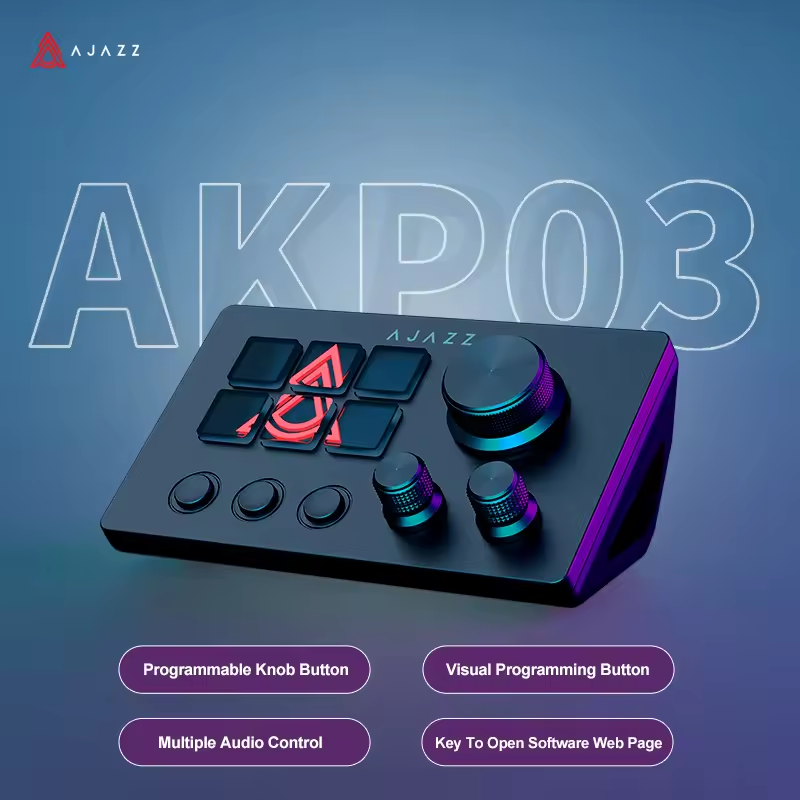 AJAZZ
AKP03
AJAZZ
Programmable Knob Button
Visual Programming Button
Multiple Audio Control
Key To Open Software Web Page